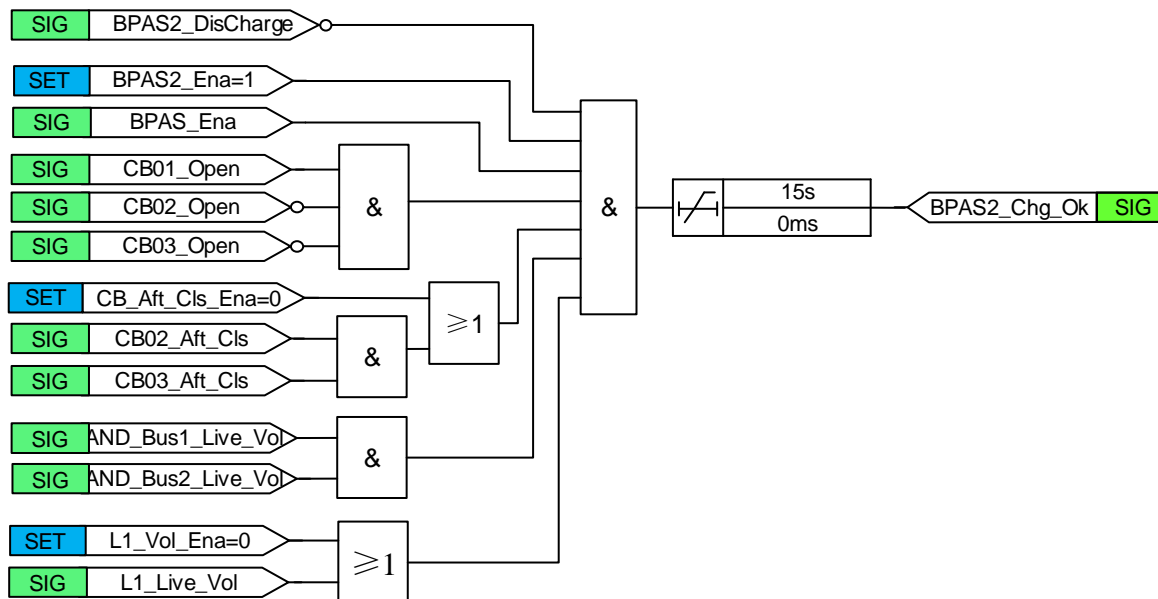 SIG BPAS2_DisCharge
SET BPAS2_Ena=1
SIG BPAS_Ena
SIG CB01_Open
SIG CB02_Open
SIG CB03_Open
&
&
15s
0ms
BPAS2_Chg_Ok SIG
SET CB_Aft_Cls_Ena=0
≥1
SIG CB02_Aft_Cls
SIG CB03_Aft_Cls
&
SIG AND_Bus1_Live_Vol
SIG AND_Bus2_Live_Vol
&
SET L1_Vol_Ena=0
SIG L1_Live_Vol
≥1